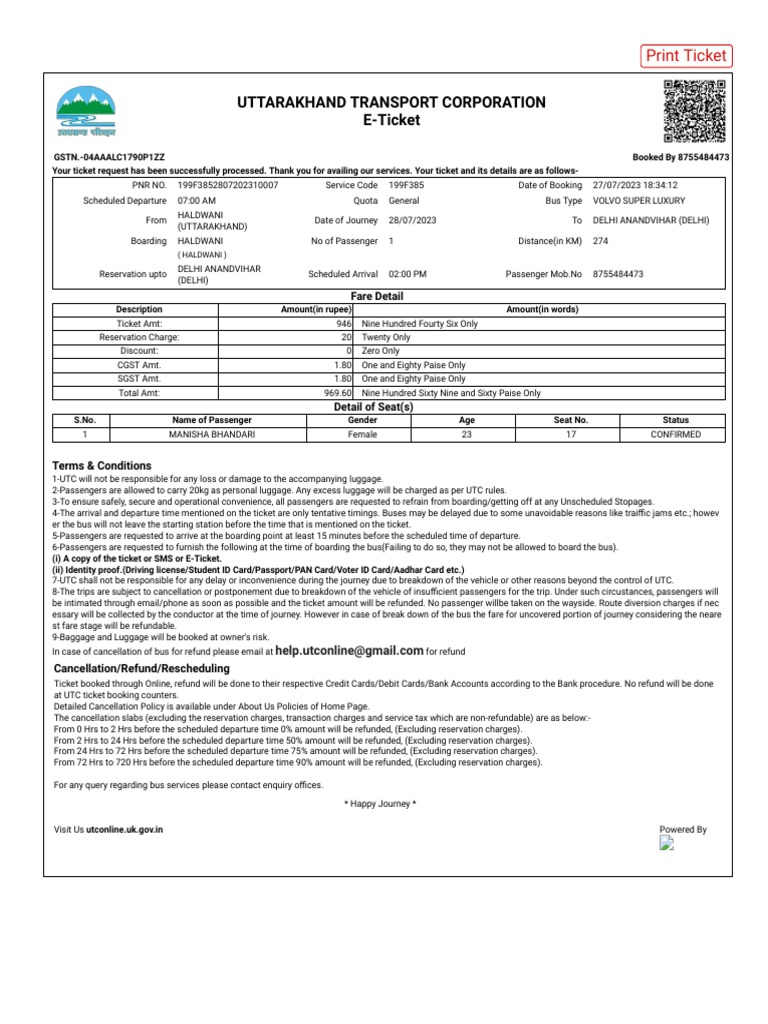 Print Ticket
उत्तराखण्ड परिवहन
UTTARAKHAND TRANSPORT CORPORATION
E-Ticket
GSTN.-04AAALC1790P1ZZ Booked By 8755484473
Your ticket request has been successfully processed. Thank you for availing our services. Your ticket and its details are as follows-
PNR NO. 199F3852807202310007 Service Code 199F385 Date of Booking 27/07/2023 18:34:12
Scheduled Departure 07:00 AM Quota General Bus Type VOLVO SUPER LUXURY
From HALDWANI (UTTARAKHAND) Date of Journey 28/07/2023 To DELHI ANANDVIHAR (DELHI)
Boarding HALDWANI ( HALDWANI ) No of Passenger 1 Distance(in KM) 274
Reservation upto DELHI ANANDVIHAR (DELHI) Scheduled Arrival 02:00 PM Passenger Mob.No 8755484473
Fare Detail
Description Amount(in rupee) Amount(in words)
Ticket Amt: 946 Nine Hundred Fourty Six Only
Reservation Charge: 20 Twenty Only
Discount: 0 Zero Only
CGST Amt. 1.80 One and Eighty Paise Only
SGST Amt. 1.80 One and Eighty Paise Only
Total Amt: 969.60 Nine Hundred Sixty Nine and Sixty Paise Only
Detail of Seat(s)
S.No. Name of Passenger Gender Age Seat No. Status
1 MANISHA BHANDARI Female 23 17 CONFIRMED
Terms & Conditions
1-UTC will not be responsible for any loss or damage to the accompanying luggage.
2-Passengers are allowed to carry 20kg as personal luggage. Any excess luggage will be charged as per UTC rules.
3-To ensure safely, secure and operational convenience, all passengers are requested to refrain from boarding/getting off at any Unscheduled Stopages.
4-The arrival and departure time mentioned on the ticket are only tentative timings. Buses may be delayed due to some unavoidable reasons like traiffic jams etc.; howev
er the bus will not leave the starting station before the time that is mentioned on the ticket.
5-Passengers are requested to arrive at the boarding point at least 15 minutes before the scheduled time of departure.
6-Passengers are requested to furnish the following at the time of boarding the bus(Failing to do so, they may not be allowed to board the bus).
(i) A copy of the ticket or SMS or E-Ticket.
(ii) Identity proof.(Driving license/Student ID Card/Passport/PAN Card/Voter ID Card/Aadhar Card etc.)
7-UTC shall not be responsible for any delay or inconvenience during the journey due to breakdown of the vehicle or other reasons beyond the control of UTC.
8-The trips are subject to cancellation or postponement due to breakdown of the vehicle of insufficient passengers for the trip. Under such circumstances, passengers will
be intimated through email/phone as soon as possible and the ticket amount will be refunded. No passenger willbe taken on the wayside. Route diversion charges if nec
essary will be collected by the conductor at the time of journey. However in case of break down of the bus the fare for uncovered portion of journey considering the neare
st fare stage will be refundable.
9-Baggage and Luggage will be booked at owner's risk.
In case of cancellation of bus for refund please email at help.utconline@gmail.com for refund
Cancellation/Refund/Rescheduling
Ticket booked through Online, refund will be done to their respective Credit Cards/Debit Cards/Bank Accounts according to the Bank procedure. No refund will be done
at UTC ticket booking counters.
Detailed Cancellation Policy is available under About Us Policies of Home Page.
The cancellation slabs (excluding the reservation charges, transaction charges and service tax which are non-refundable) are as below:-
From 0 Hrs to 2 Hrs before the scheduled departure time 0% amount will be refunded, (Excluding reservation charges).
From 2 Hrs to 24 Hrs before the scheduled departure time 50% amount will be refunded, (Excluding reservation charges).
From 24 Hrs to 72 Hrs before the scheduled departure time 75% amount will be refunded, (Excluding reservation charges).
From 72 Hrs to 720 Hrs before the scheduled departure time 90% amount will be refunded, (Excluding reservation charges).
For any query regarding bus services please contact enquiry offices.
* Happy Journey *
Visit Us utconline.uk.gov.in Powered By